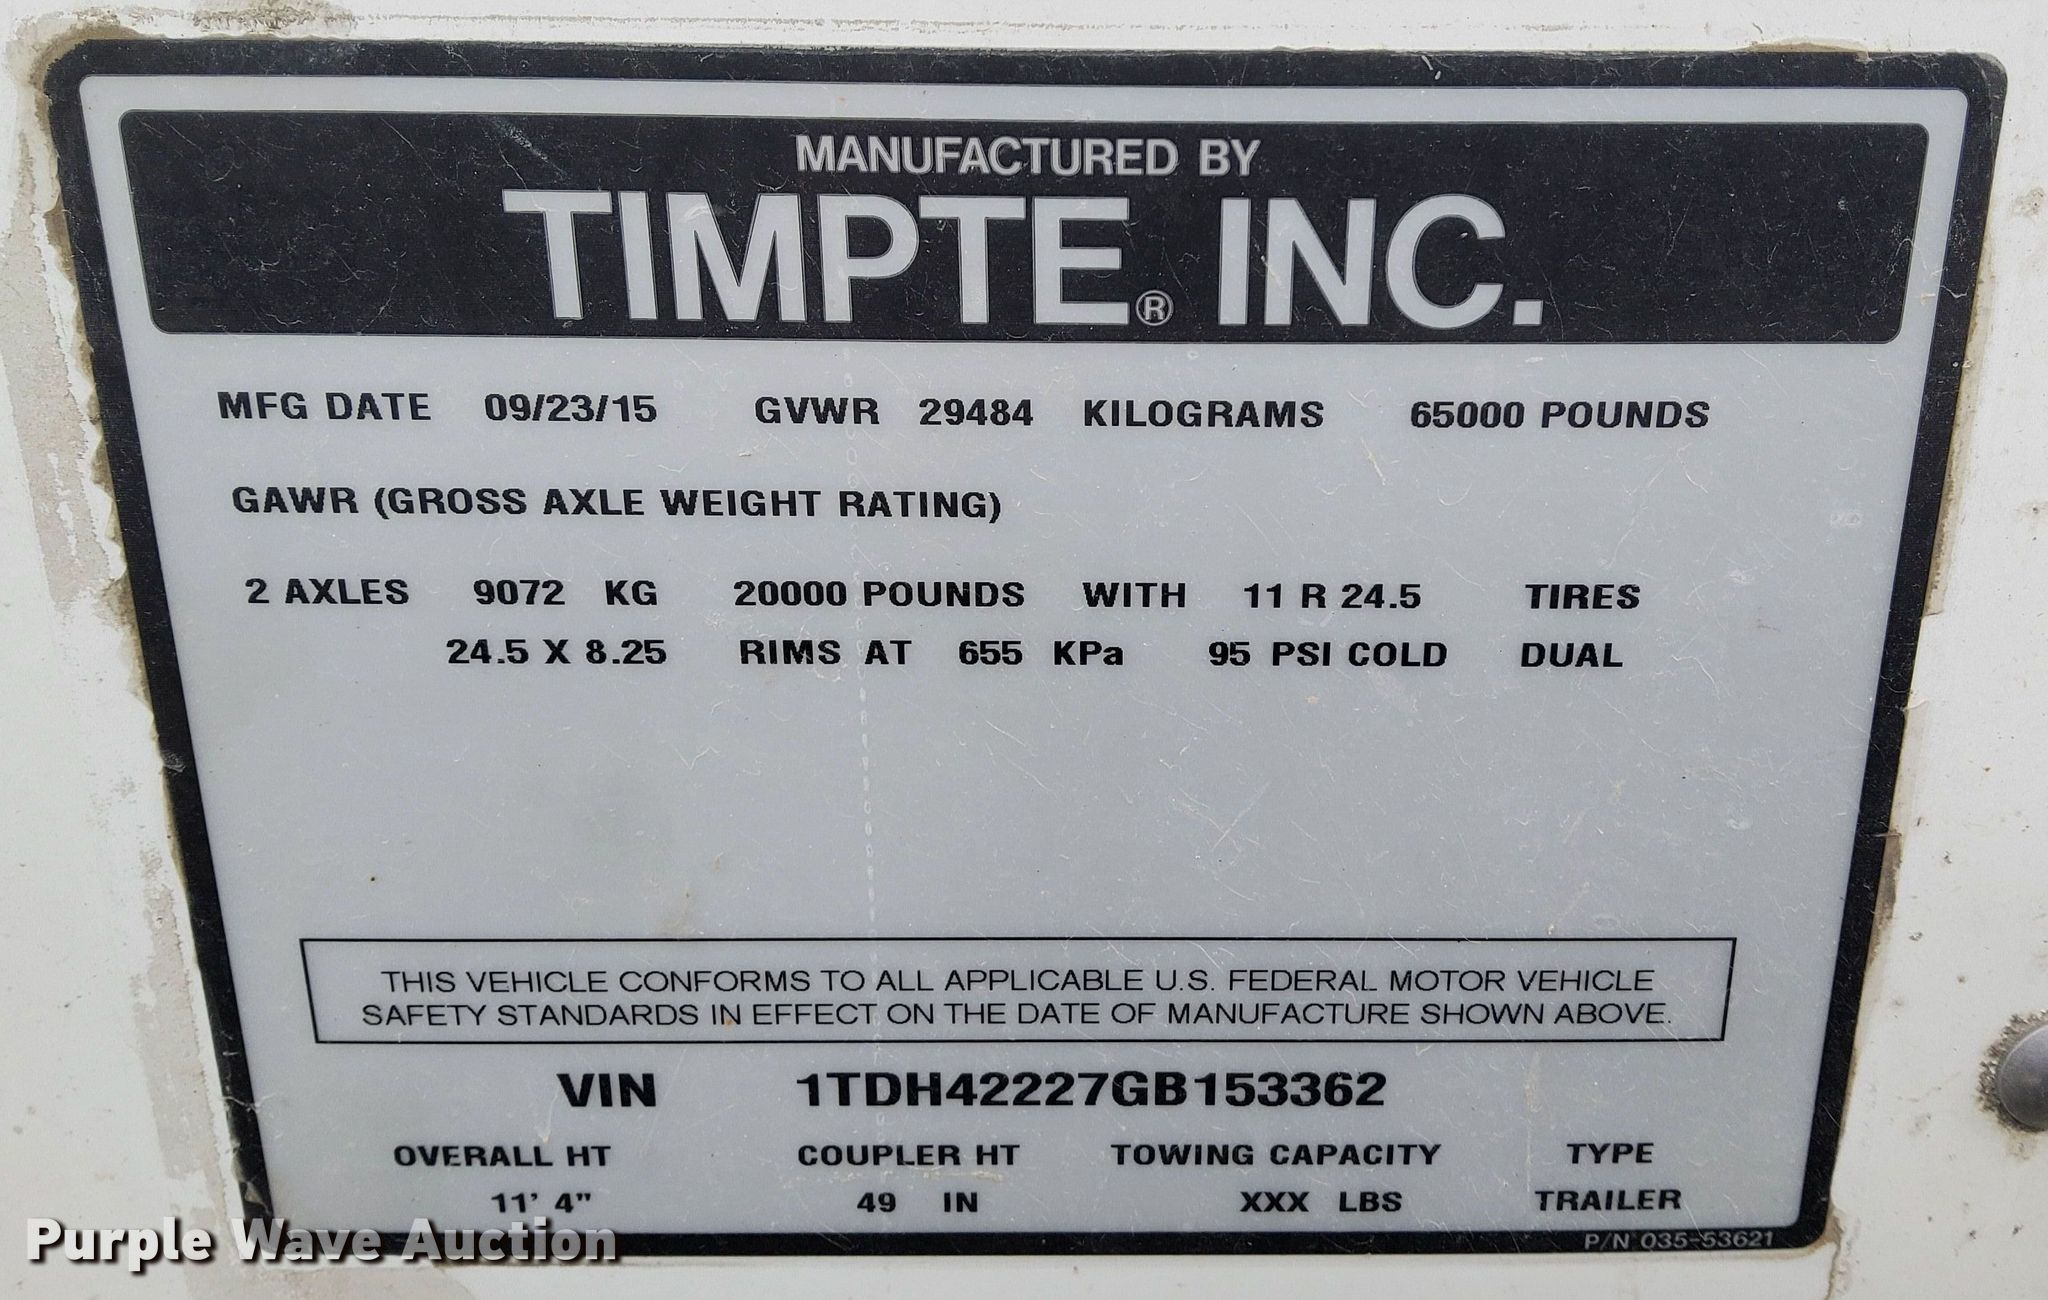 MANUFACTURED BY
TIMPTE® INC.
MFG DATE 09/23/15 GVWR 29484 KILOGRAMS 65000 POUNDS
GAWR (GROSS AXLE WEIGHT RATING)
2 AXLES 9072 KG 20000 POUNDS WITH 11 R 24.5 TIRES
24.5 X 8.25 RIMS AT 655 KPa 95 PSI COLD DUAL
THIS VEHICLE CONFORMS TO ALL APPLICABLE U.S. FEDERAL MOTOR VEHICLE
SAFETY STANDARDS IN EFFECT ON THE DATE OF MANUFACTURE SHOWN ABOVE.
VIN 1TDH42227GB153362
OVERALL HT COUPLER HT TOWING CAPACITY TYPE
11' 4" 49 IN XXX LBS TRAILER
P/N 035-53621
Purple Wave Auction